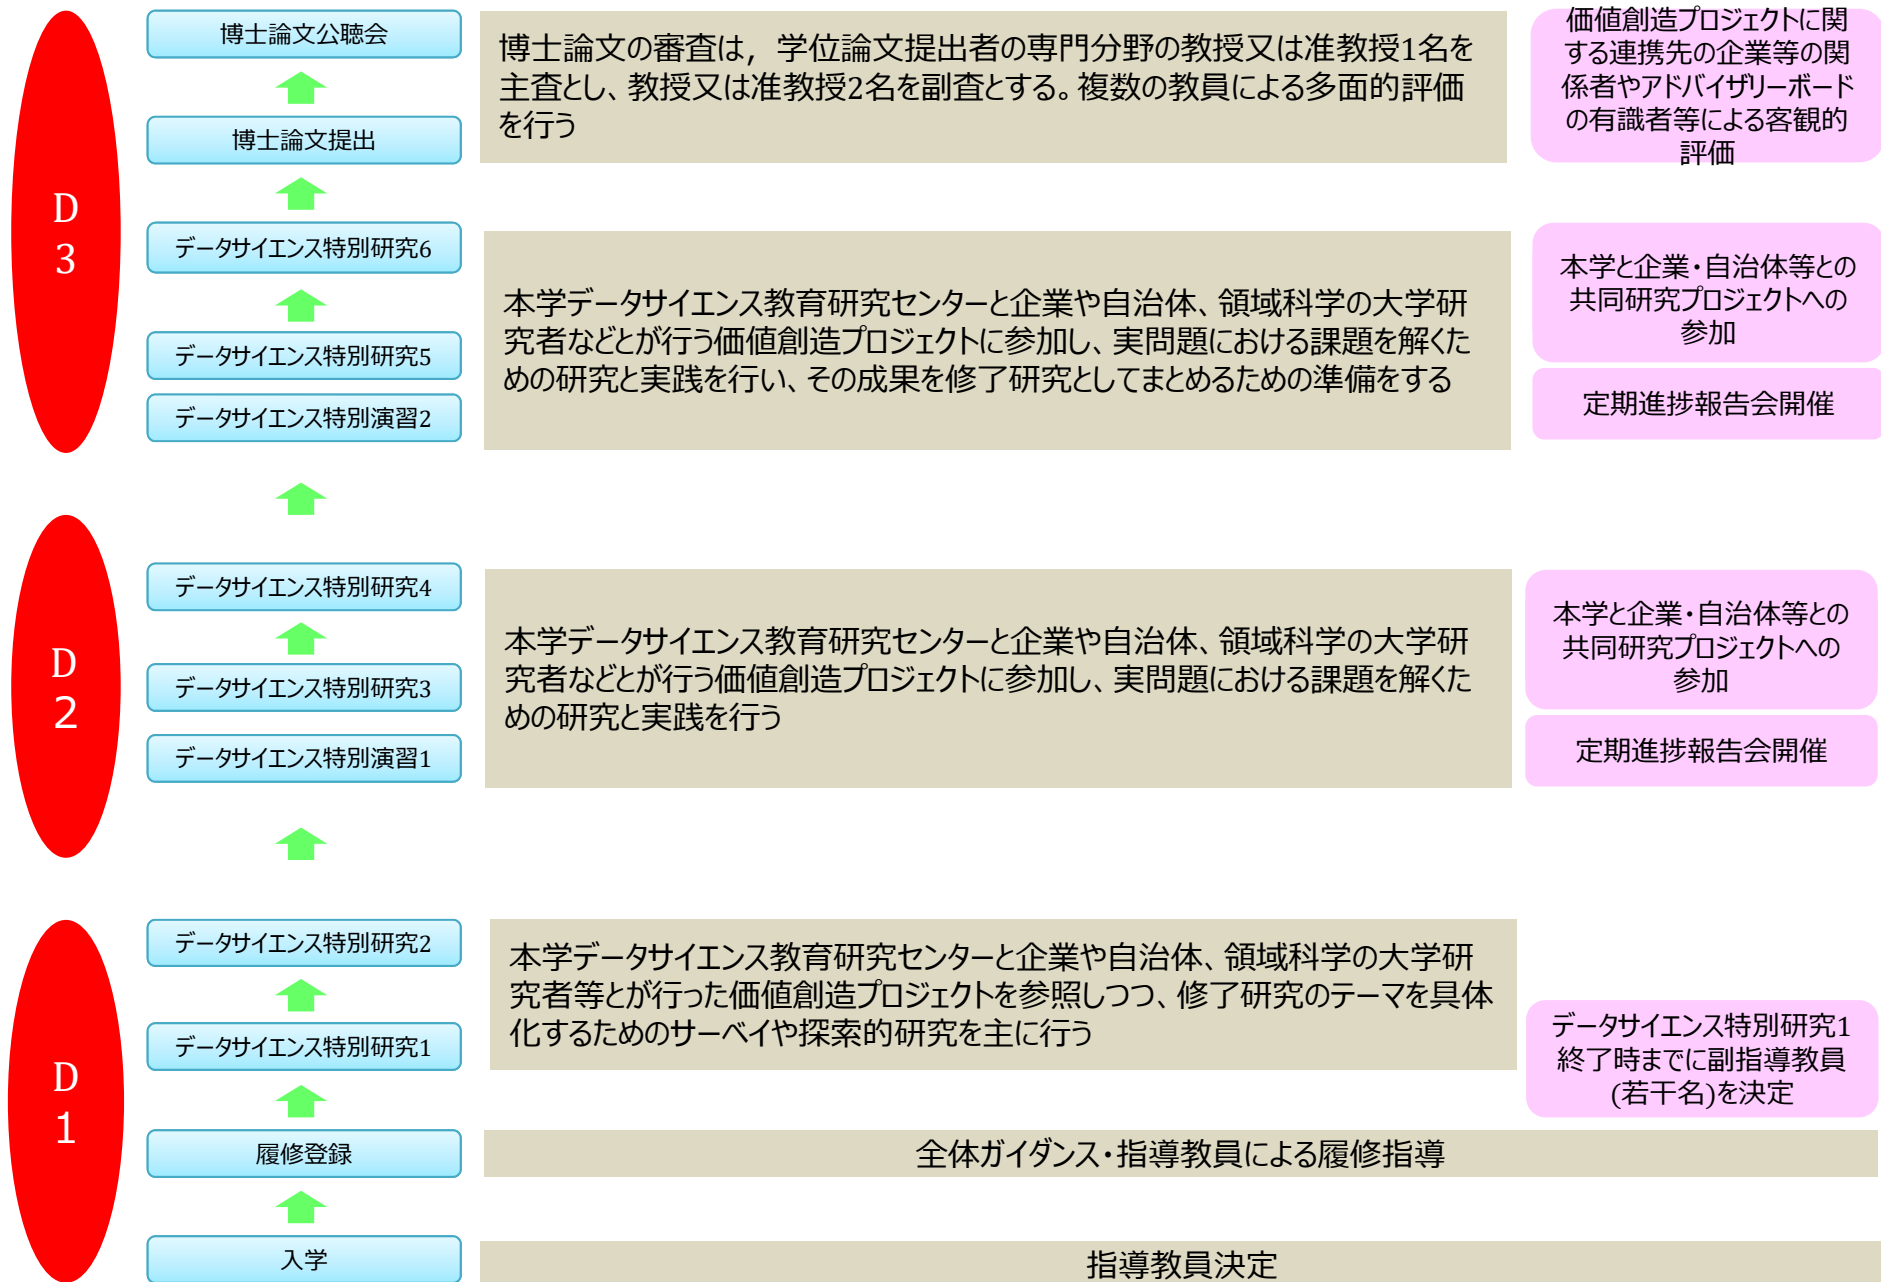 D
3
博士論文公聴会
博士論文提出
データサイエンス特別研究6
データサイエンス特別研究5
データサイエンス特別演習2
博士論文の審査は，学位論文提出者の専門分野の教授又は准教授1名を
主査とし、教授又は准教授2名を副査とする。複数の教員による多面的評価
を行う
価値創造プロジェクトに関
する連携先の企業等の関
係者やアドバイザリーボード
の有識者等による客観的
評価
本学データサイエンス教育研究センターと企業や自治体、領域科学の大学研
究者などとが行う価値創造プロジェクトに参加し、実問題における課題を解くた
めの研究と実践を行い、その成果を修了研究としてまとめるための準備をする
本学と企業・自治体等との
共同研究プロジェクトへの
参加
定期進捗報告会開催
D
2
データサイエンス特別研究4
データサイエンス特別研究3
データサイエンス特別演習1
本学データサイエンス教育研究センターと企業や自治体、領域科学の大学研
究者などとが行う価値創造プロジェクトに参加し、実問題における課題を解くた
めの研究と実践を行う
本学と企業・自治体等との
共同研究プロジェクトへの
参加
定期進捗報告会開催
D
1
データサイエンス特別研究2
データサイエンス特別研究1
本学データサイエンス教育研究センターと企業や自治体、領域科学の大学研
究者等とが行った価値創造プロジェクトを参照しつつ、修了研究のテーマを具体
化するためのサーベイや探索的研究を主に行う
データサイエンス特別研究1
終了時までに副指導教員
(若干名)を決定
履修登録
全体ガイダンス・指導教員による履修指導
入学
指導教員決定